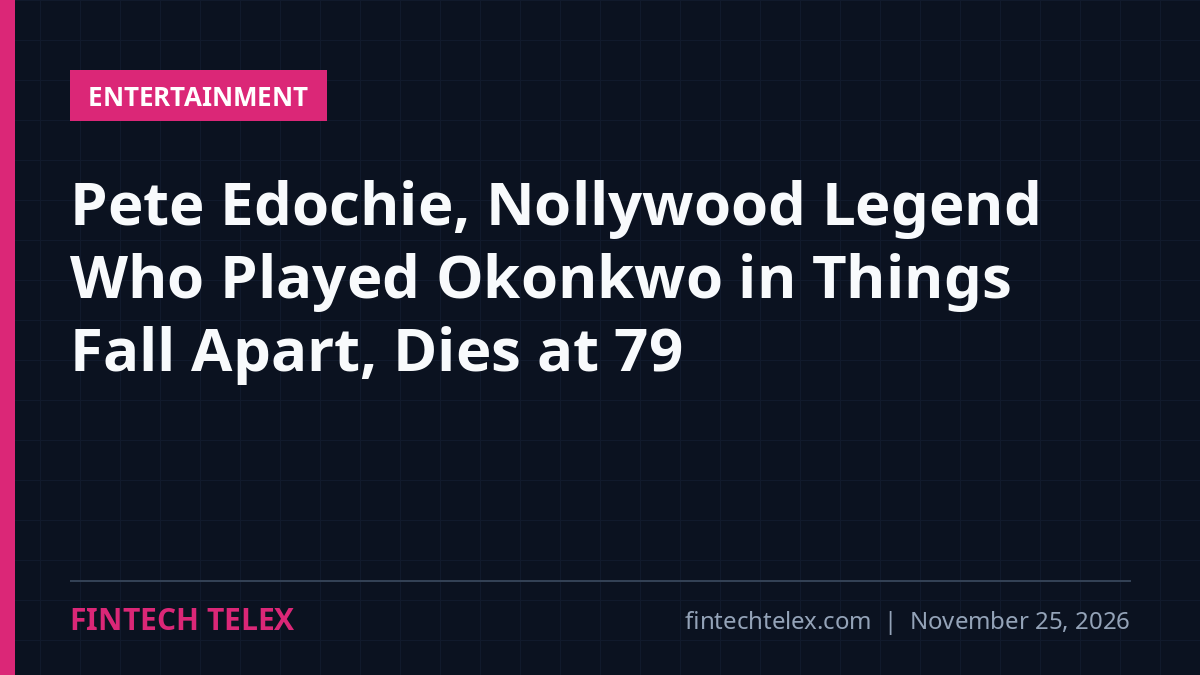 ENTERTAINMENT
Pete Edochie, Nollywood Legend
Who Played Okonkwo in Things
Fall Apart, Dies at 79
FINTECH TELEX
fintechtelex.com | November 25, 2026